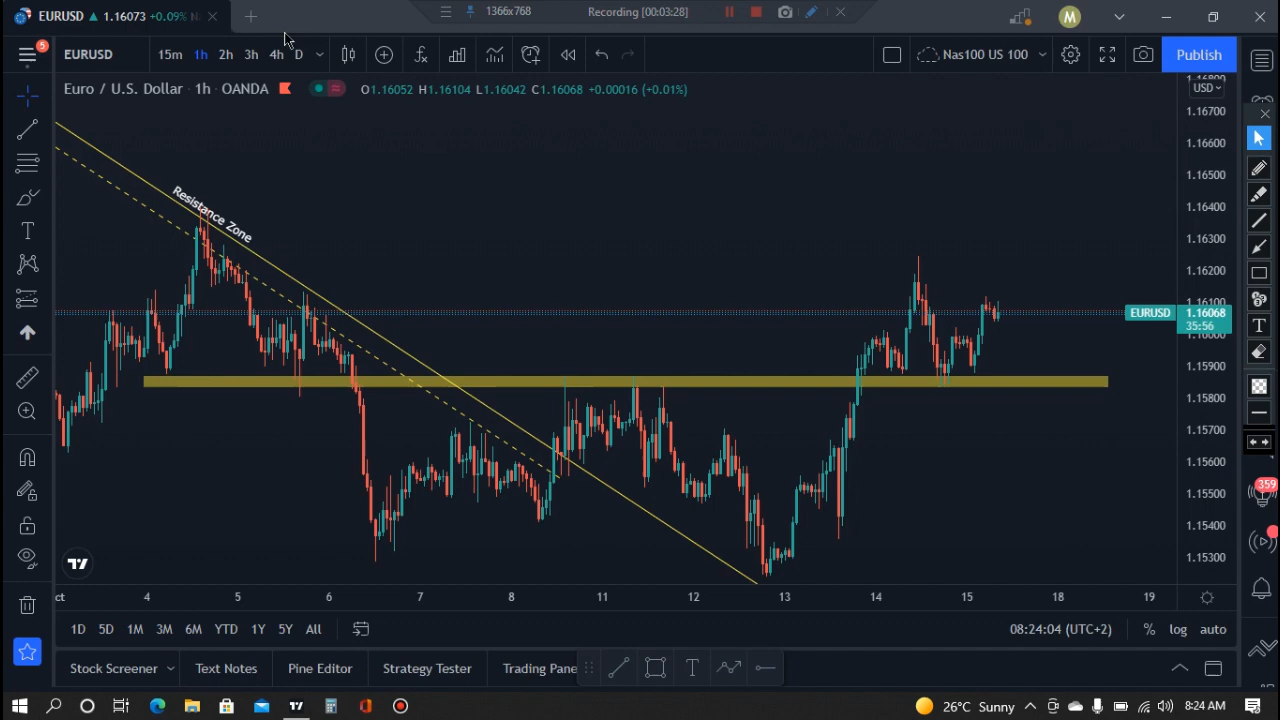 EURUSD ▲ 1.16073 +0.09%
1366x768
Recording [00:03:28]
M
5
EURUSD
15m 1h 2h 3h 4h D
Nas100 US 100
Publish
Euro / U.S. Dollar · 1h · OANDA
O1.16052 H1.16104 L1.16042 C1.16068 +0.00016 (+0.01%)
USD
1.16700
1.16600
1.16500
1.16400
1.16300
1.16200
1.16100
1.16000
1.15900
1.15800
1.15700
1.15600
1.15500
1.15400
1.15300
Resistance Zone
EURUSD
1.16068
35:56
359
4 5 6 7 8 11 12 13 14 15 18 19
1D 5D 1M 3M 6M YTD 1Y 5Y All
08:24:04 (UTC+2)
% log auto
Stock Screener
Text Notes
Pine Editor
Strategy Tester
Trading Pane
26°C Sunny
8:24 AM